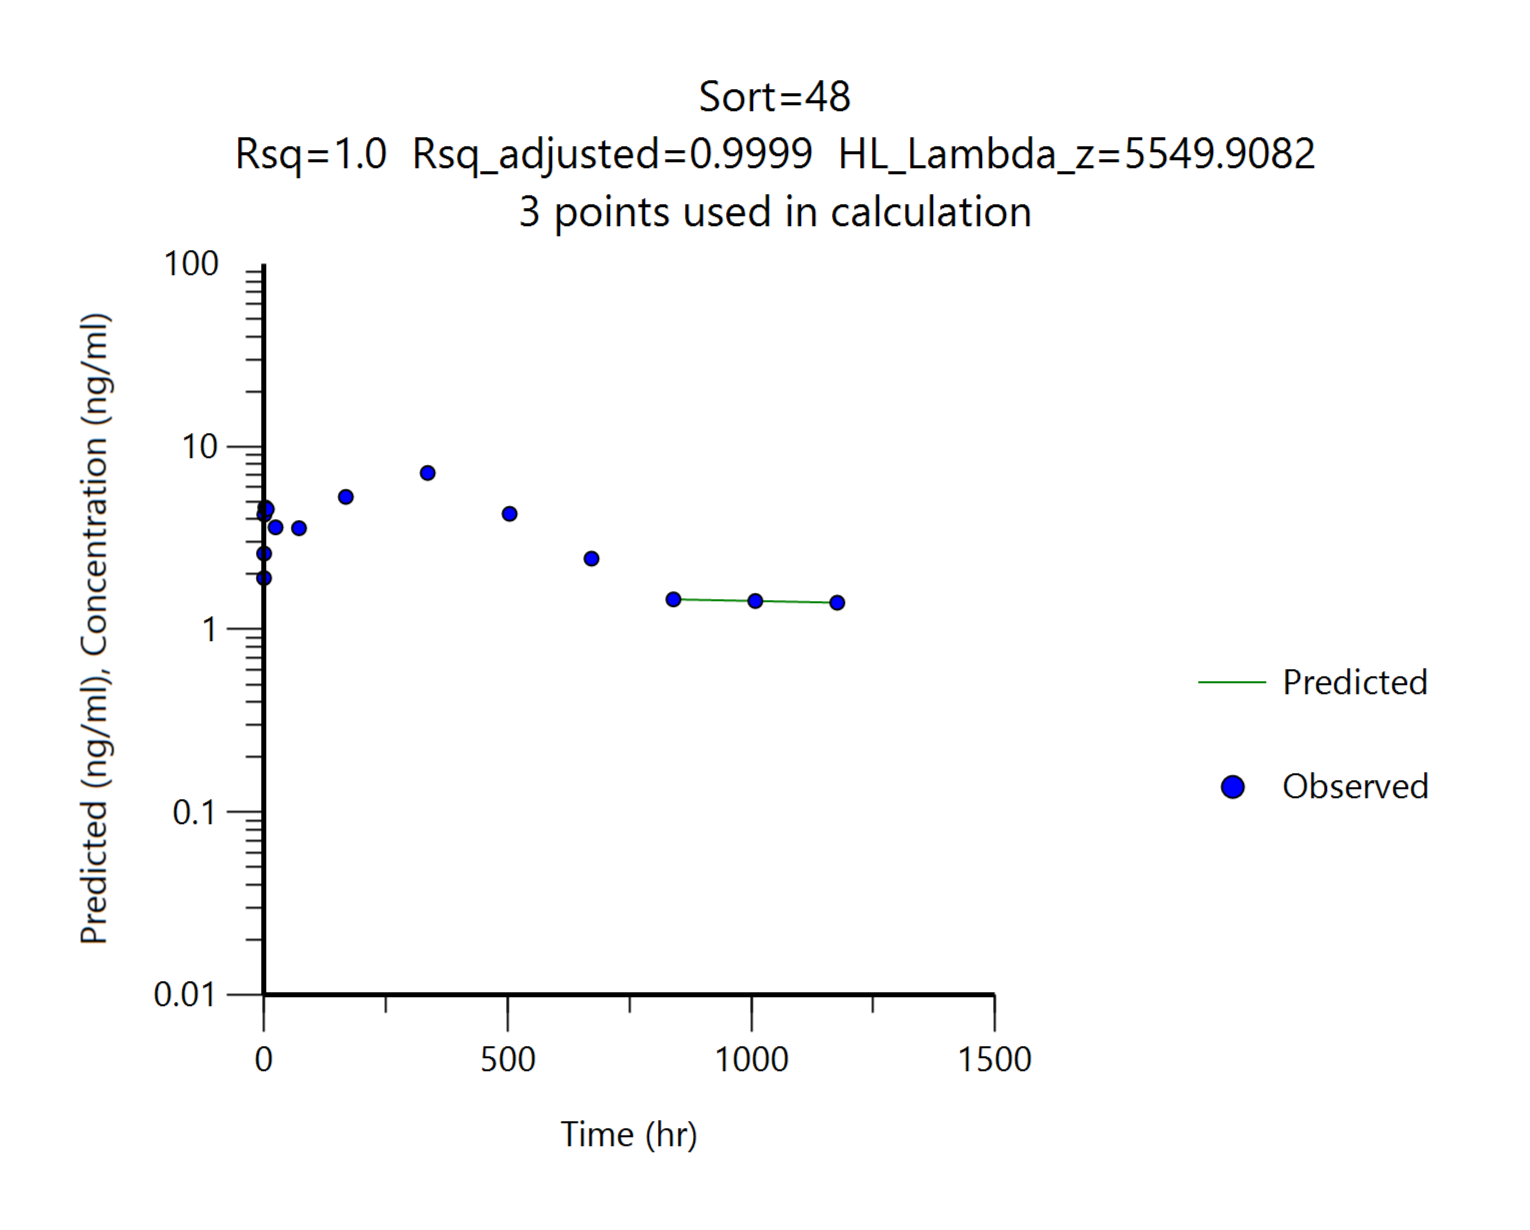 Sort=48
Rsq=1.0 Rsq_adjusted=0.9999 HL_Lambda_z=5549.9082
3 points used in calculation
Predicted (ng/ml), Concentration (ng/ml)
100
10
1
0.1
0.01
0 500 1000 1500
Time (hr)
Predicted
Observed